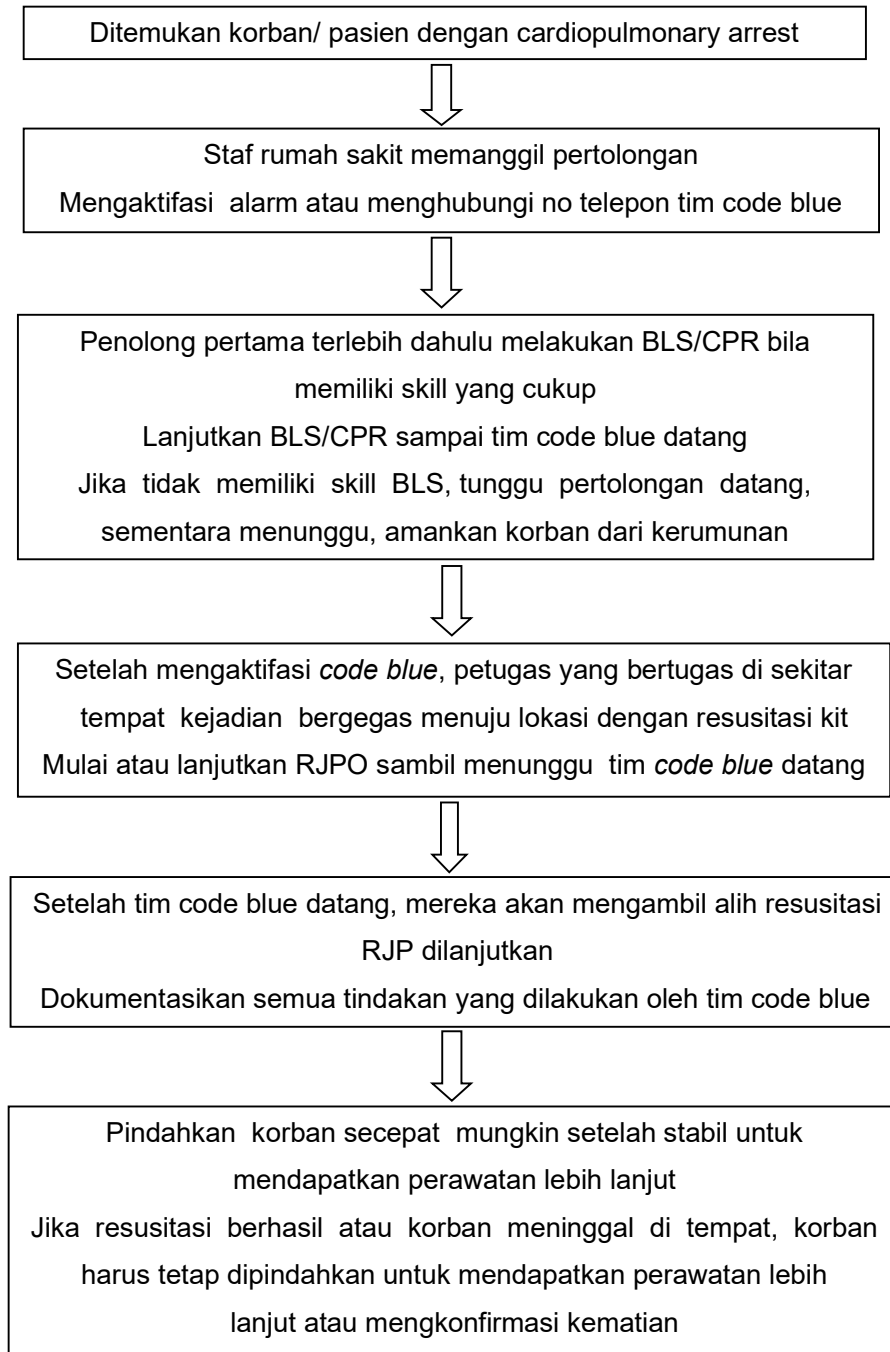 Ditemukan korban/ pasien dengan cardiopulmonary arrest
Staf rumah sakit memanggil pertolongan
Mengaktifasi alarm atau menghubungi no telepon tim code blue
Penolong pertama terlebih dahulu melakukan BLS/CPR bila
memiliki skill yang cukup
Lanjutkan BLS/CPR sampai tim code blue datang
Jika tidak memiliki skill BLS, tunggu pertolongan datang,
sementara menunggu, amankan korban dari kerumunan
Setelah mengaktifasi code blue, petugas yang bertugas di sekitar
tempat kejadian bergegas menuju lokasi dengan resusitasi kit
Mulai atau lanjutkan RJPO sambil menunggu tim code blue datang
Setelah tim code blue datang, mereka akan mengambil alih resusitasi
RJP dilanjutkan
Dokumentasikan semua tindakan yang dilakukan oleh tim code blue
Pindahkan korban secepat mungkin setelah stabil untuk
mendapatkan perawatan lebih lanjut
Jika resusitasi berhasil atau korban meninggal di tempat, korban
harus tetap dipindahkan untuk mendapatkan perawatan lebih
lanjut atau mengkonfirmasi kematian